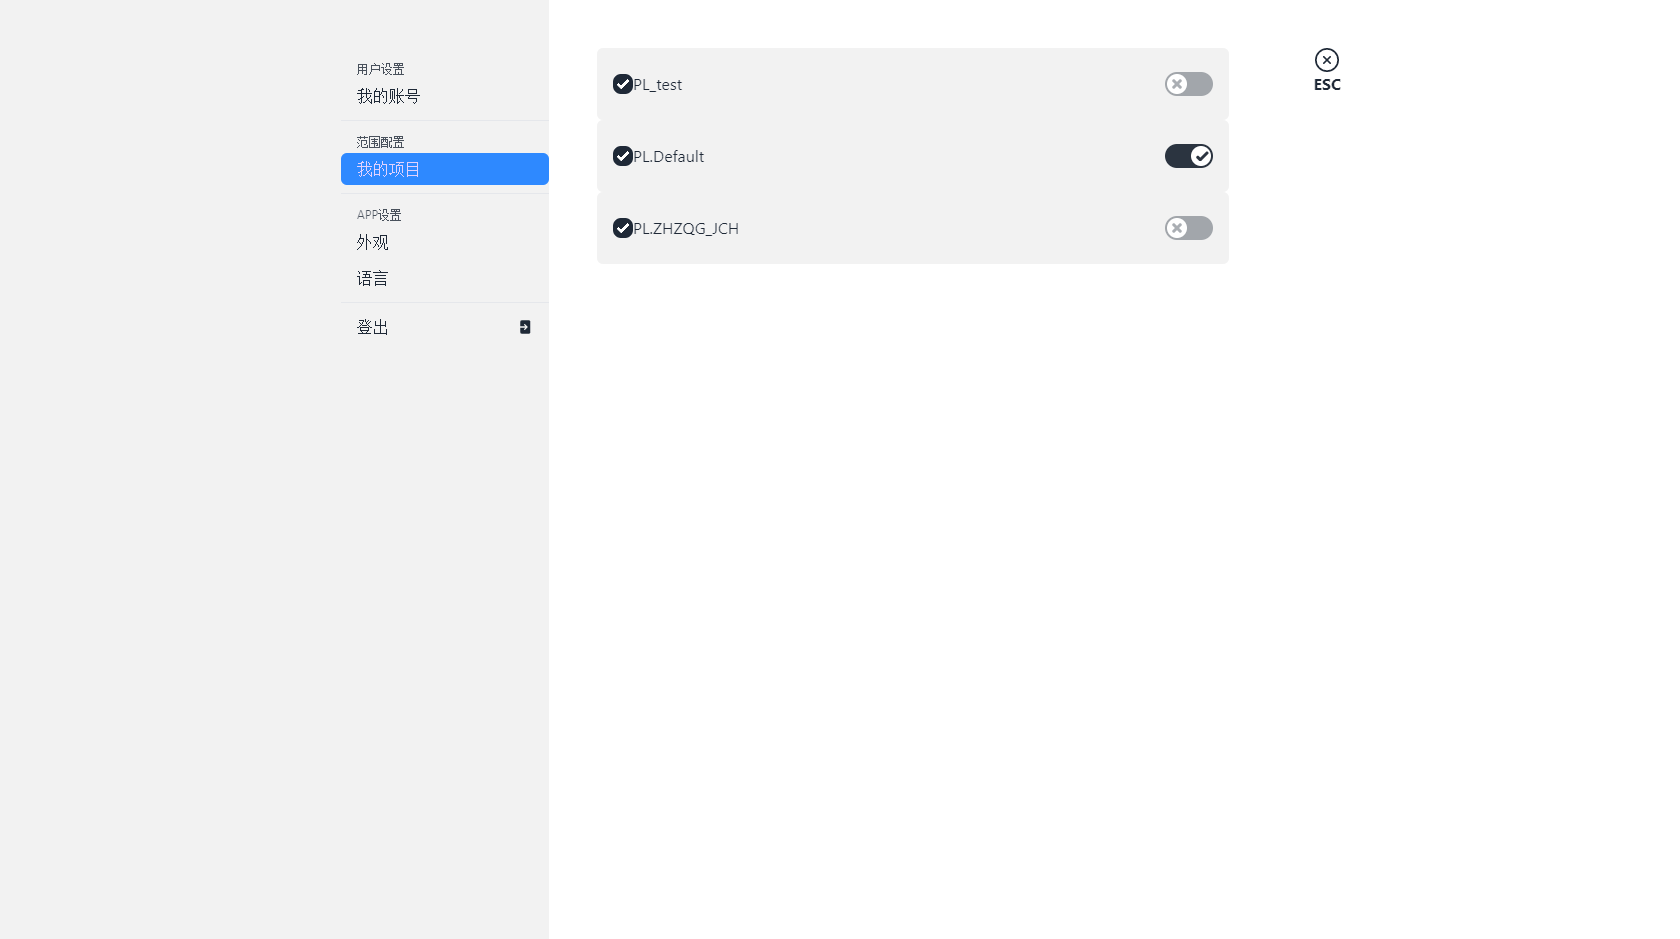 用户设置
我的账号
范围配置
我的项目
APP设置
外观
语言
登出
PL_test
PL.Default
PL.ZHZQG_JCH
ESC